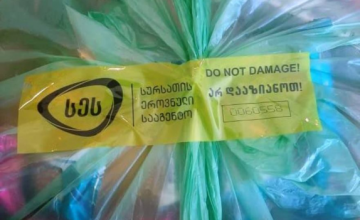 სეს
სურსათის
ეროვნული
სააგენტო
DO NOT DAMAGE!
არ დააზიანოთ!